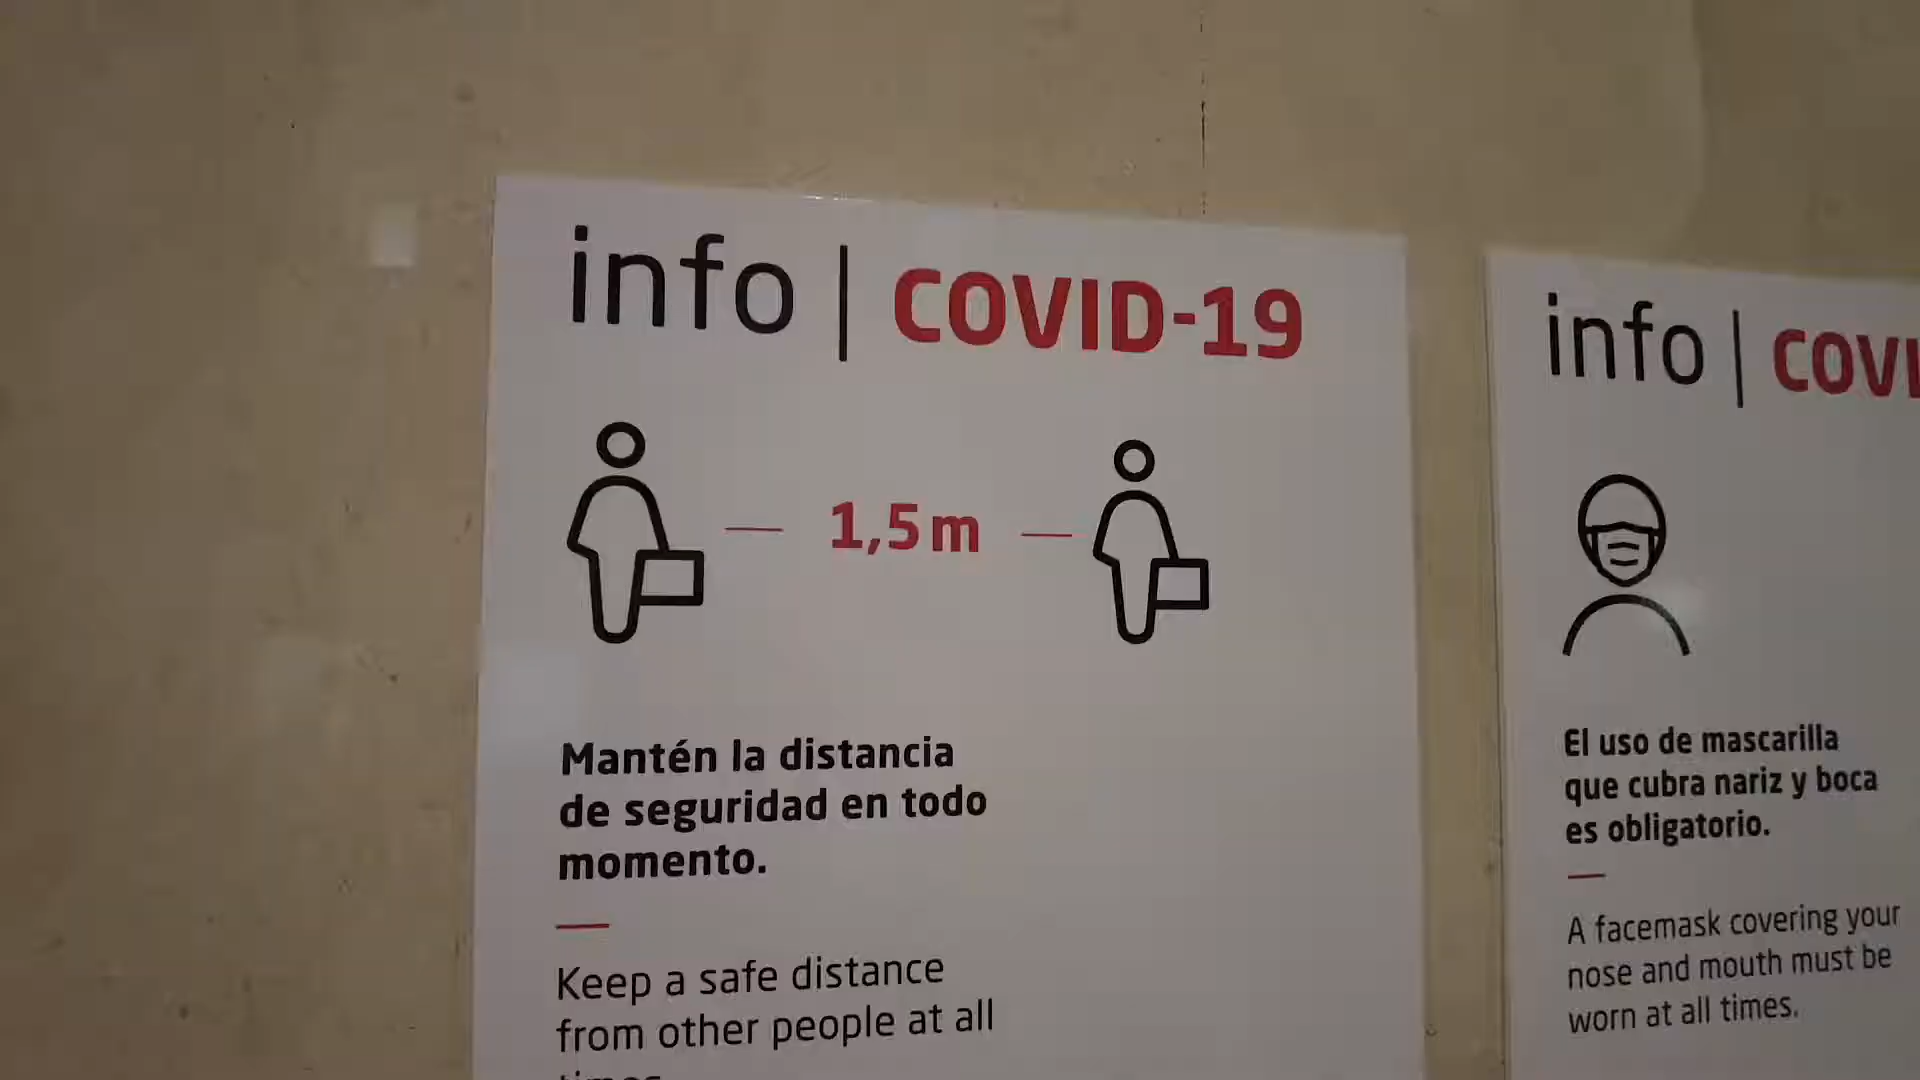 info | COVID-19
1,5 m
Mantén la distancia
de seguridad en todo
momento.
Keep a safe distance
from other people at all
times
info | COVI
El uso de mascarilla
que cubra nariz y boca
es obligatorio.
A facemask covering your
nose and mouth must be
worn at all times.